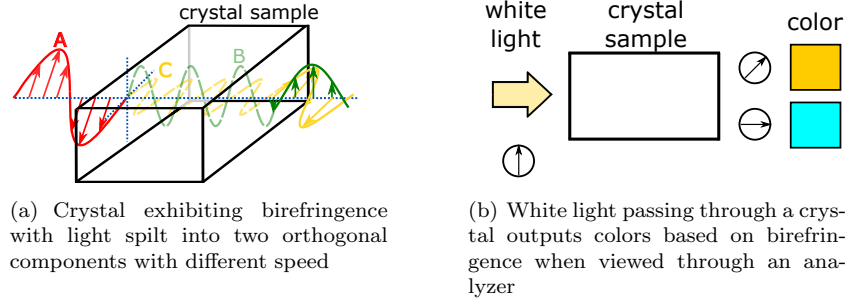 crystal sample
A
C
B
white
light
crystal
sample
color
(a) Crystal exhibiting birefringence
with light spilt into two orthogonal
components with different speed
(b) White light passing through a crys-
tal outputs colors based on birefrin-
gence when viewed through an ana-
lyzer